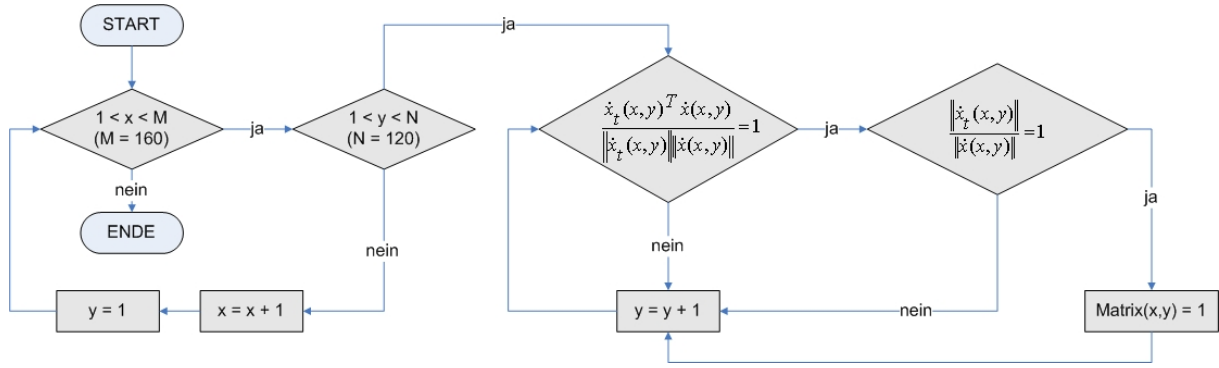 START
1 < x < M
(M = 160)
ja
nein
ENDE
1 < y < N
(N = 120)
ja
nein
x = x + 1
y = 1
ẋ_t(x,y)^T ẋ(x,y) / ‖ẋ_t(x,y)‖‖ẋ(x,y)‖ = 1
ja
nein
y = y + 1
‖ẋ_t(x,y)‖ / ‖ẋ(x,y)‖ = 1
ja
nein
Matrix(x,y) = 1